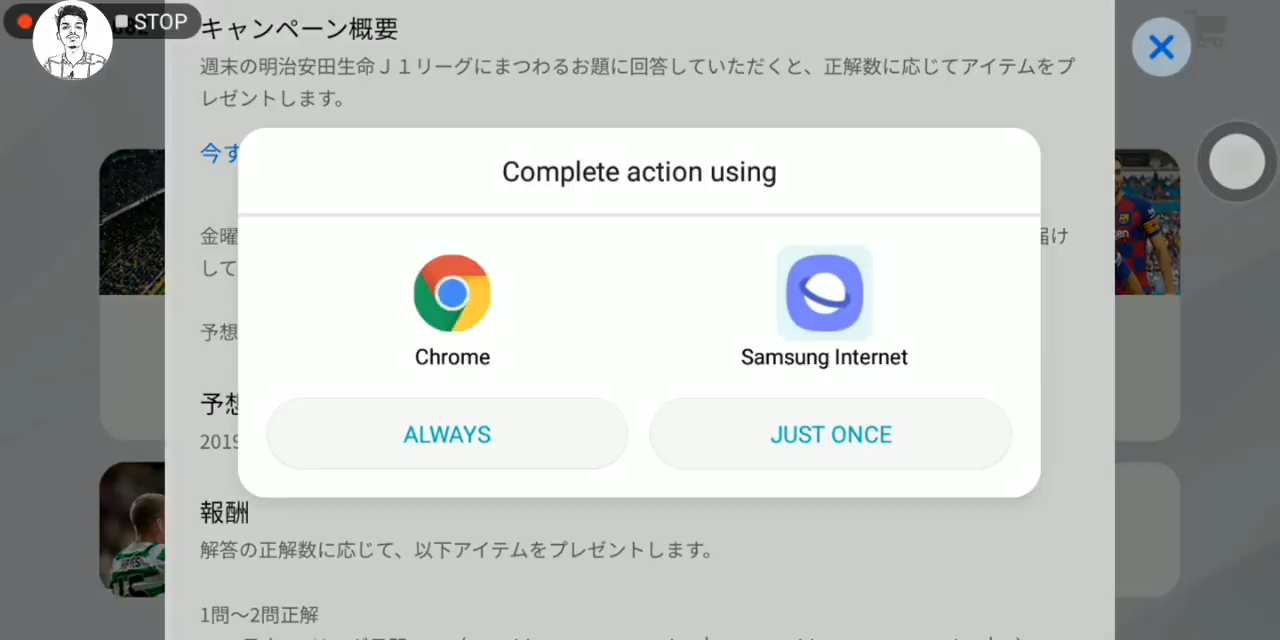 STOP
キャンペーン概要
週末の明治安田生命J1リーグにまつわるお題に回答していただくと、正解数に応じてアイテムをプ
レゼントします。
今す
Complete action using
金曜
届け
して
Chrome
Samsung Internet
予想
予想
ALWAYS
JUST ONCE
2019
報酬
解答の正解数に応じて、以下アイテムをプレゼントします。
1問〜2問正解